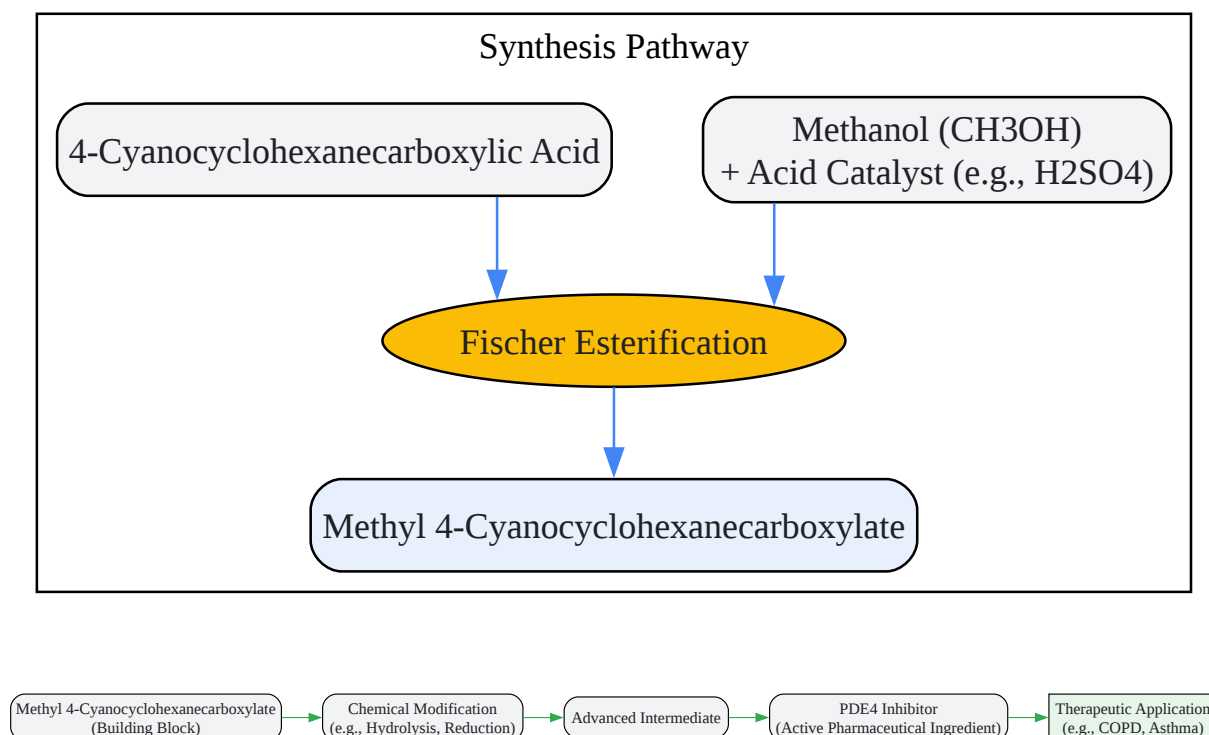 Synthesis Pathway
4-Cyanocyclohexanecarboxylic Acid
Methanol (CH3OH)
+ Acid Catalyst (e.g., H2SO4)
Fischer Esterification
Methyl 4-Cyanocyclohexanecarboxylate
Methyl 4-Cyanocyclohexanecarboxylate
(Building Block)
Chemical Modification
(e.g., Hydrolysis, Reduction)
Advanced Intermediate
PDE4 Inhibitor
(Active Pharmaceutical Ingredient)
Therapeutic Application
(e.g., COPD, Asthma)